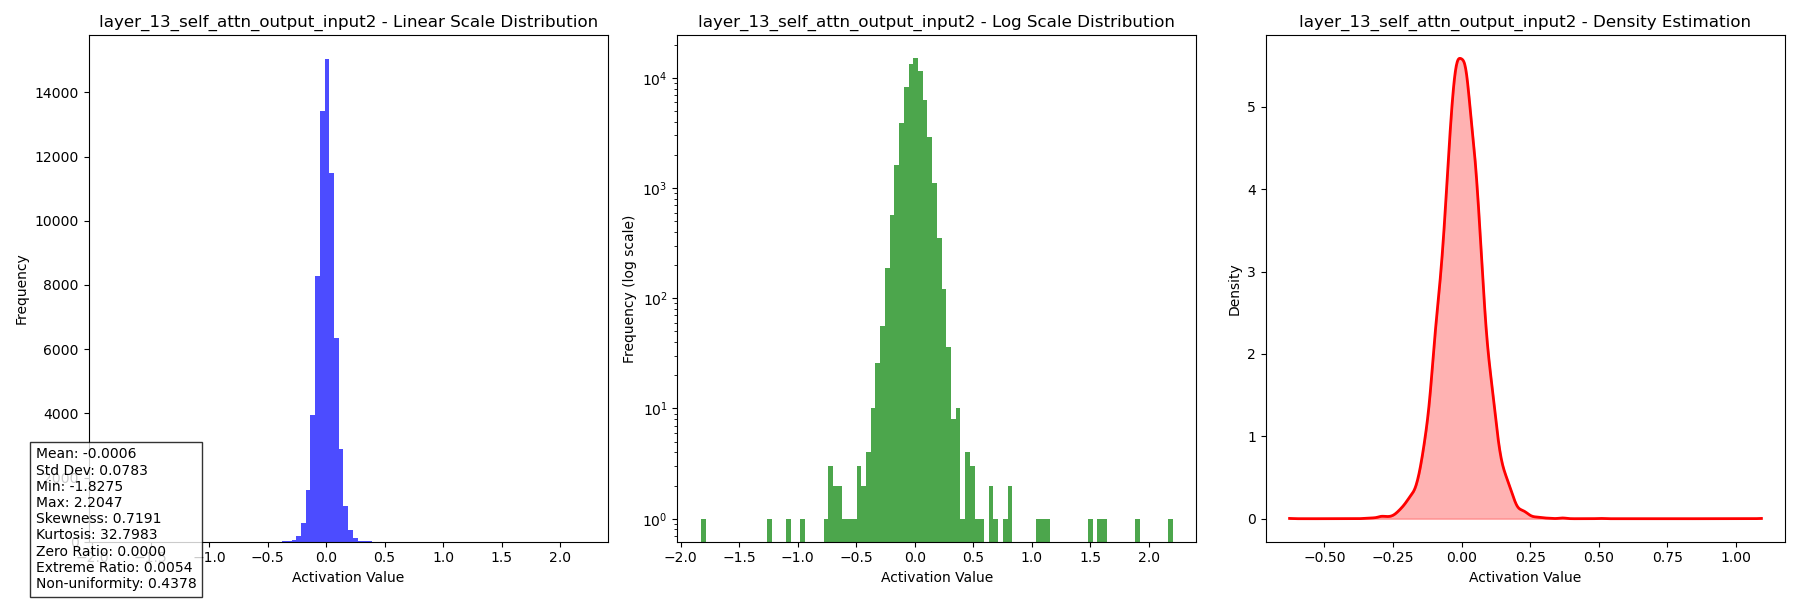 layer_13_self_attn_output_input2 - Linear Scale Distribution
14000
12000
10000
8000
6000
4000
Frequency
−1.0 −0.5 0.0 0.5 1.0 1.5 2.0
Activation Value
Mean: -0.0006
Std Dev: 0.0783
Min: -1.8275
Max: 2.2047
Skewness: 0.7191
Kurtosis: 32.7983
Zero Ratio: 0.0000
Extreme Ratio: 0.0054
Non-uniformity: 0.4378
layer_13_self_attn_output_input2 - Log Scale Distribution
10⁴
10³
10²
10¹
10⁰
Frequency (log scale)
−2.0 −1.5 −1.0 −0.5 0.0 0.5 1.0 1.5 2.0
Activation Value
layer_13_self_attn_output_input2 - Density Estimation
5
4
3
2
1
0
Density
−0.50 −0.25 0.00 0.25 0.50 0.75 1.00
Activation Value